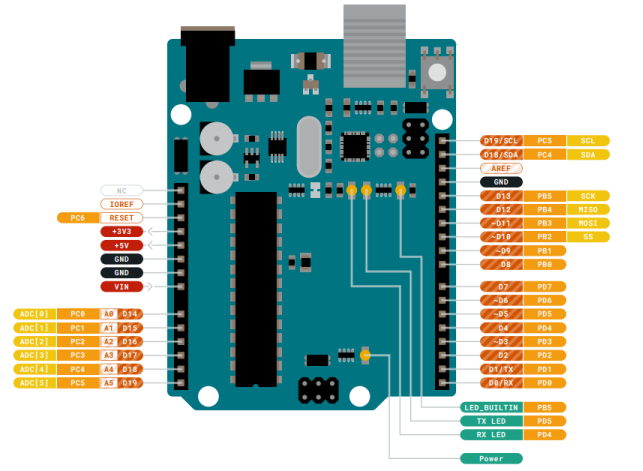 D19/SCL PC5 SCL
D18/SDA PC4 SDA
AREF
GND
NC
D13 PB5 SCK
IOREF
D12 PB4 MISO
PC6 RESET
~D11 PB3 MOSI
+3V3
~D10 PB2 SS
+5V
~D9 PB1
GND
D8 PB0
GND
VIN
D7 PD7
~D6 PD6
ADC[0] PC0 A0 D14
~D5 PD5
ADC[1] PC1 A1 D15
D4 PD4
ADC[2] PC2 A2 D16
~D3 PD3
ADC[3] PC3 A3 D17
D2 PD2
ADC[4] PC4 A4 D18
D1/TX PD1
ADC[5] PC5 A5 D19
D0/RX PD0
LED_BUILTIN PB5
TX LED PD5
RX LED PD4
Power